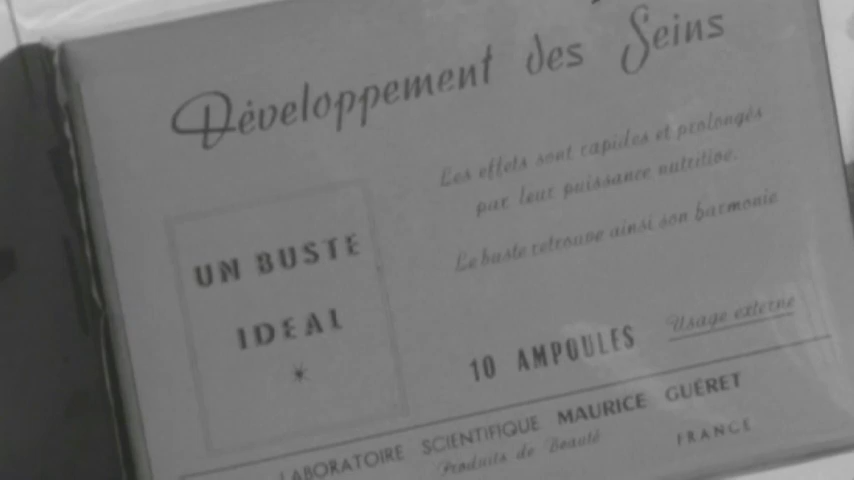 Développement des Seins
Les effets sont rapides et prolongés
par leur puissance nutritive.
Le buste retrouve ainsi son harmonie
UN BUSTE
IDEAL
*
10 AMPOULES Usage externe
LABORATOIRE SCIENTIFIQUE MAURICE GUÉRET
Produits de Beauté FRANCE